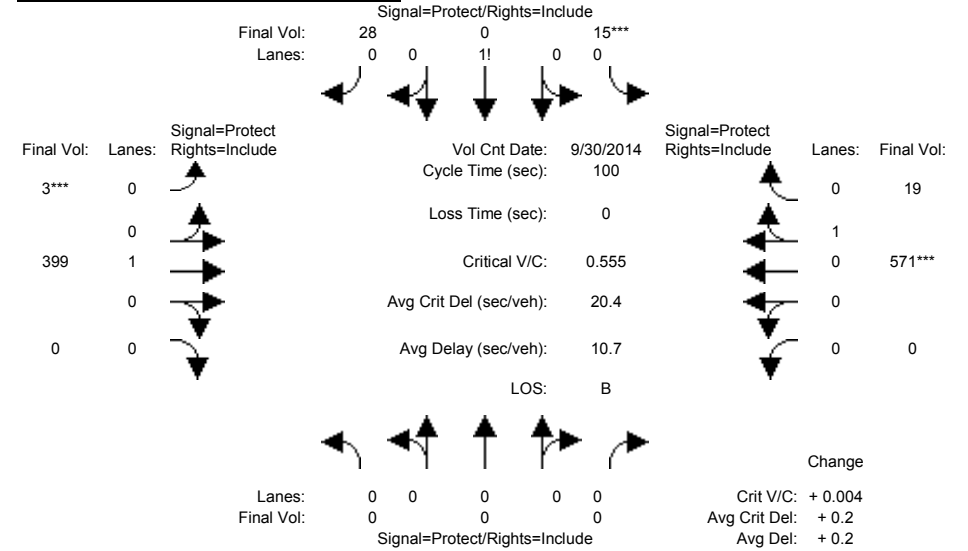 Signal=Protect/Rights=Include
Final Vol: 28 0 15***
Lanes: 0 0 1! 0 0
Signal=Protect Signal=Protect
Final Vol: Lanes: Rights=Include Vol Cnt Date: 9/30/2014 Rights=Include Lanes: Final Vol:
Cycle Time (sec): 100
3*** 0 0 19
Loss Time (sec): 0
0 1
399 1 Critical V/C: 0.555 0 571***
0 Avg Crit Del (sec/veh): 20.4 0
0 0 Avg Delay (sec/veh): 10.7 0 0
LOS: B
Change
Lanes: 0 0 0 0 0 Crit V/C: + 0.004
Final Vol: 0 0 0 Avg Crit Del: + 0.2
Signal=Protect/Rights=Include Avg Del: + 0.2